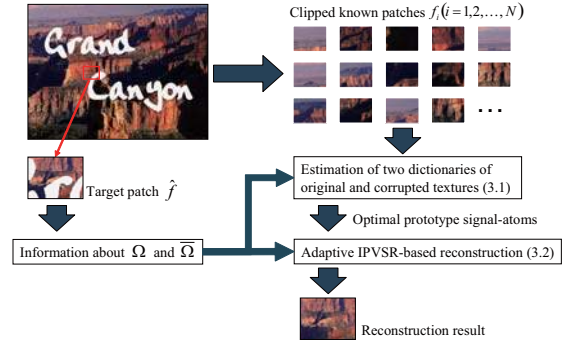 Grand
Canyon
Clipped known patches f_i(i=1,2,…,N)
...
Target patch f̂
Information about Ω and Ω̅
Estimation of two dictionaries of
original and corrupted textures (3.1)
Optimal prototype signal-atoms
Adaptive IPVSR-based reconstruction (3.2)
Reconstruction result